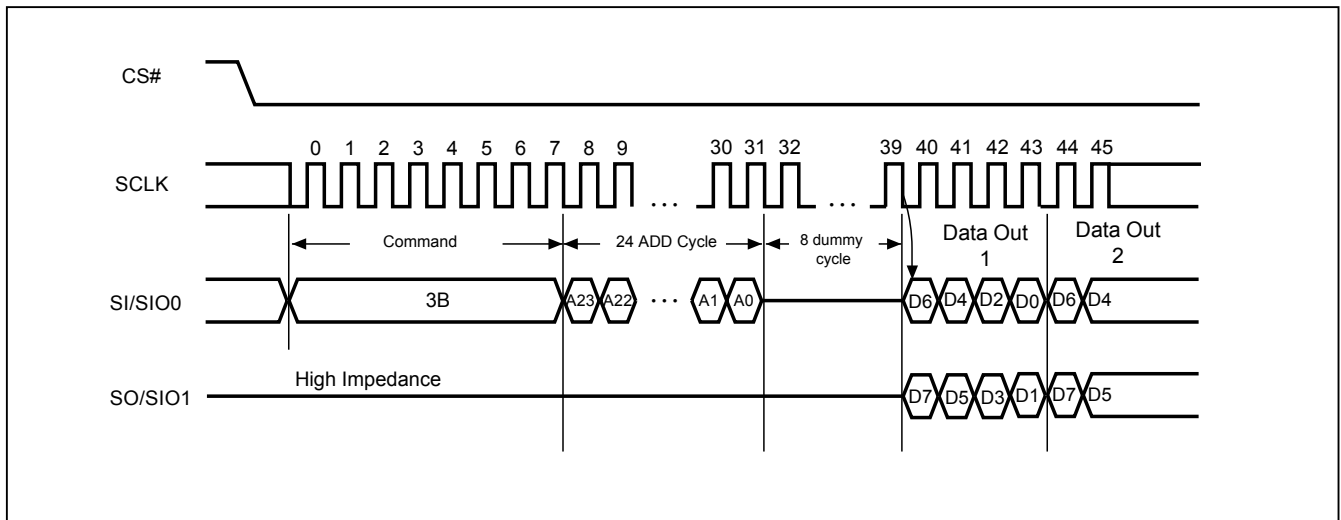 CS#
0 1 2 3 4 5 6 7 8 9 30 31 32 39 40 41 42 43 44 45
SCLK
... ...
Command 24 ADD Cycle 8 dummy cycle Data Out 1 Data Out 2
SI/SIO0 3B A23 A22 ... A1 A0 D6 D4 D2 D0 D6 D4
High Impedance
SO/SIO1 D7 D5 D3 D1 D7 D5